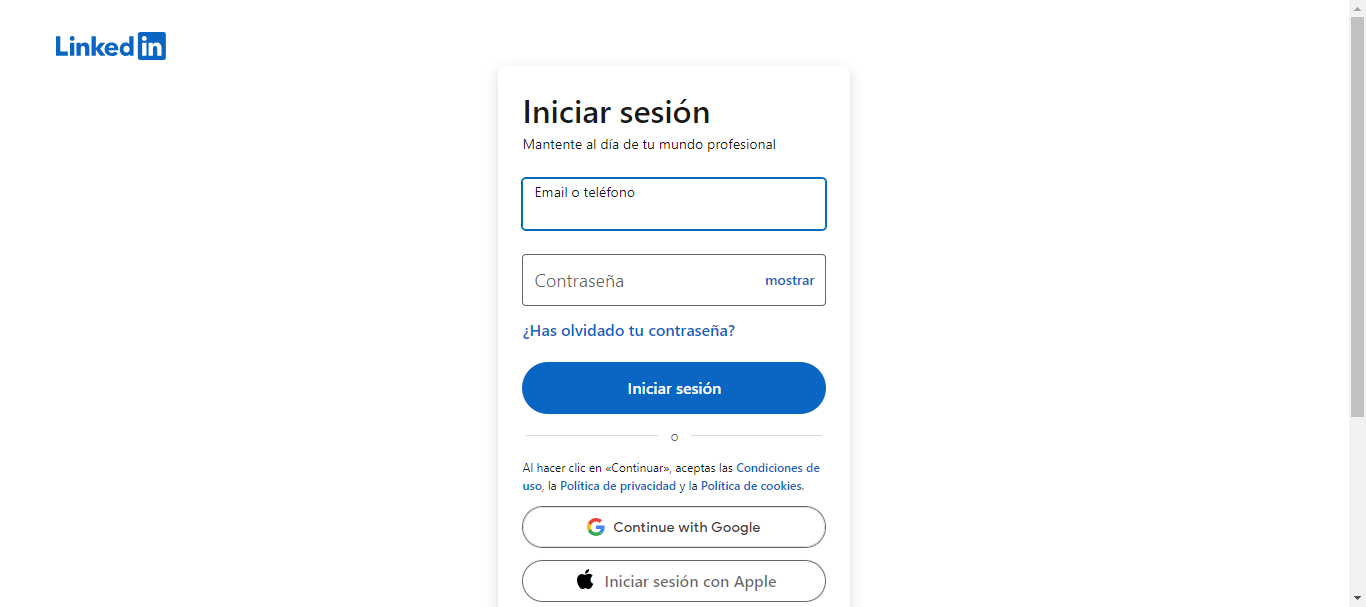 Linkedin
Iniciar sesión
Mantente al día de tu mundo profesional
Email o teléfono
Contraseña mostrar
¿Has olvidado tu contraseña?
Iniciar sesión
o
Al hacer clic en «Continuar», aceptas las Condiciones de
uso, la Política de privacidad y la Política de cookies.
Continue with Google
Iniciar sesión con Apple